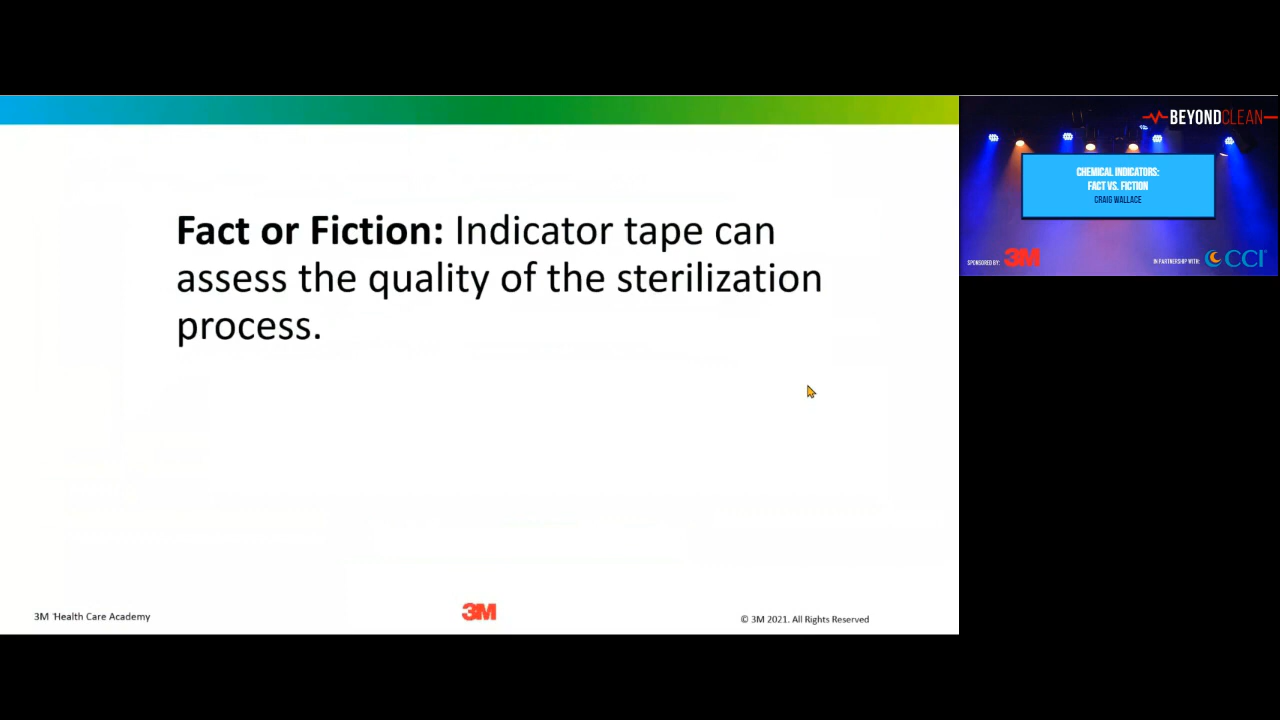 Fact or Fiction: Indicator tape can
assess the quality of the sterilization
process.
3M Health Care Academy
3M
© 3M 2021. All Rights Reserved
BEYONDCLEAN
CHEMICAL INDICATORS:
FACT VS. FICTION
CRAIG WALLACE
SPONSORED BY: 3M
IN PARTNERSHIP WITH: CCI